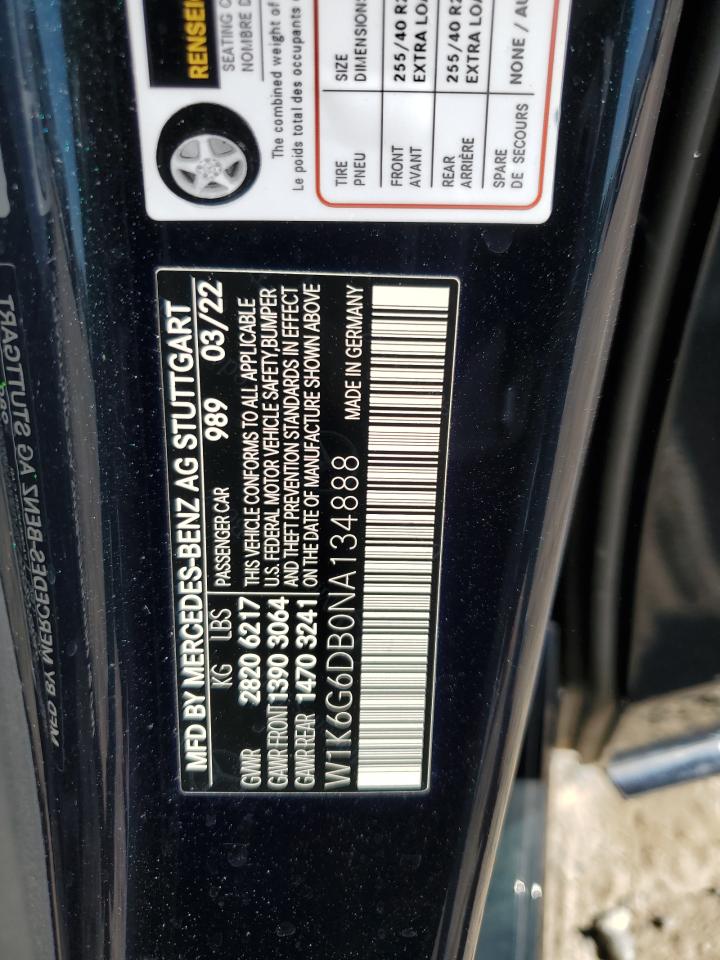 RENSEI
SEATING C
NOMBRE D
The combined weight of
Le poids total des occupants
TIRE SIZE
PNEU DIMENSIONS
FRONT 255/40 R2
AVANT EXTRA LOA
REAR 255/40 R2
ARRIÈRE EXTRA LOA
SPARE NONE / AU
DE SECOURS
MFD BY MERCEDES-BENZ AG STUTTGART
KG LBS PASSENGER CAR 989 03/22
GVWR 2820 6217 THIS VEHICLE CONFORMS TO ALL APPLICABLE
GAWR FRONT 1390 3064 U.S. FEDERAL MOTOR VEHICLE SAFETY,BUMPER
GAWR REAR 1470 3241 AND THEFT PREVENTION STANDARDS IN EFFECT
ON THE DATE OF MANUFACTURE SHOWN ABOVE
W1K6G6DB0NA134888 MADE IN GERMANY
MFD BY MERCEDES-BENZ AG STUTTGART